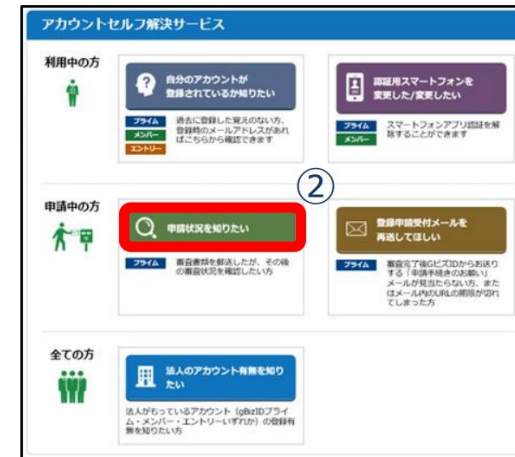 アカウントセルフ解決サービス
利用中の方
自分のアカウントが
登録されているか知りたい
プライム
メンバー
エントリー
過去に登録した覚えのない方、
登録時のメールアドレスがあれ
ばこちらから確認できます
認証用スマートフォンを
変更した/変更したい
プライム
メンバー
スマートフォンアプリ認証を解
除することができます
②
申請中の方
申請状況を知りたい
プライム
審査書類を郵送したが、その後
の審査状況を確認したい方
登録申請受付メールを
再送してほしい
プライム
審査完了後GビズIDからお送り
する「申請手続きのお願い」
メールが見当たらない方、また
はメール内のURLの期限が切れ
てしまった方
全ての方
法人のアカウント有無を知り
たい
法人がもっているアカウント（gBizIDプライ
ム・メンバー・エントリーいずれか）の登録有
無を知りたい方